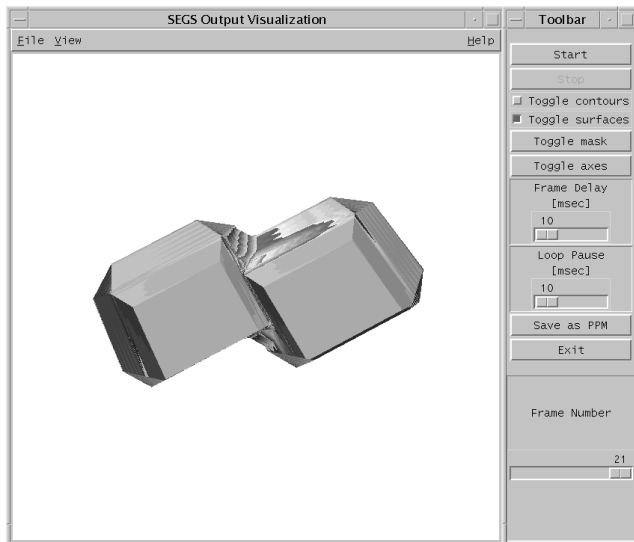 SEGS Output Visualization
File View Help
Toolbar
Start
Stop
Toggle contours
Toggle surfaces
Toggle mask
Toggle axes
Frame Delay
[msec]
10
Loop Pause
[msec]
10
Save as PPM
Exit
Frame Number
21